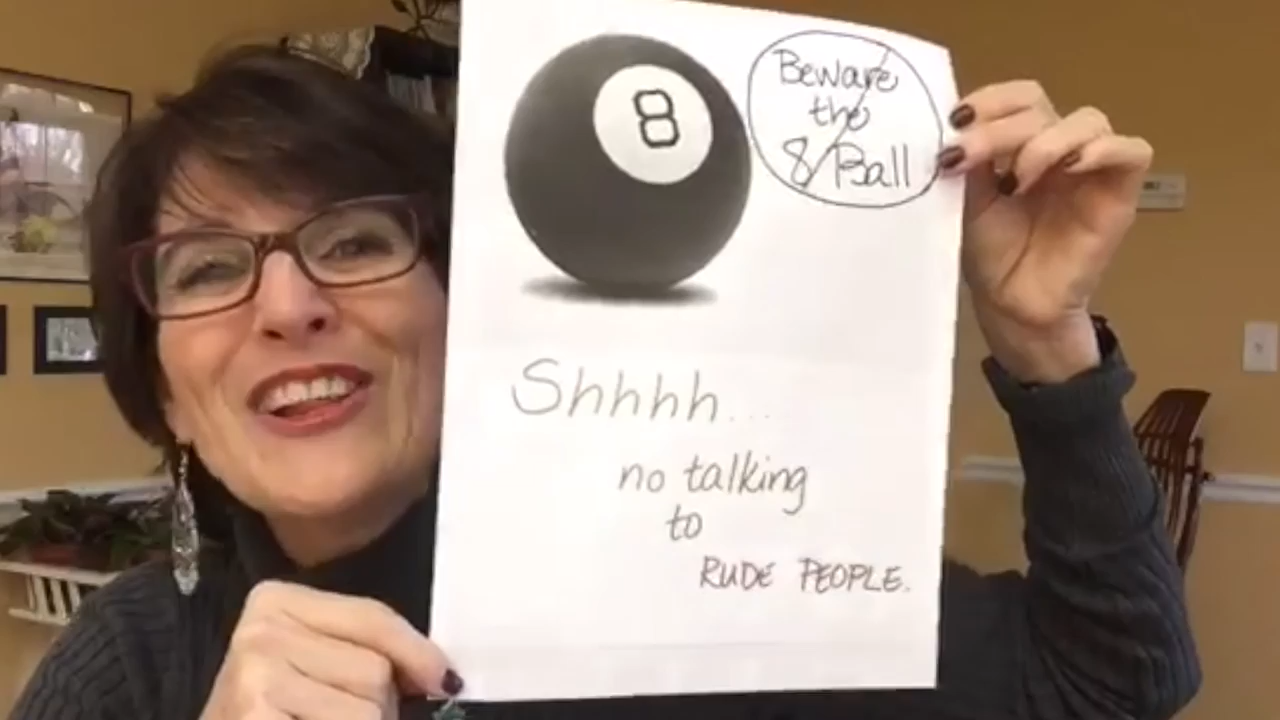 8
Beware
the
8 Ball
Shhhh...
no talking
to
RUDE PEOPLE.